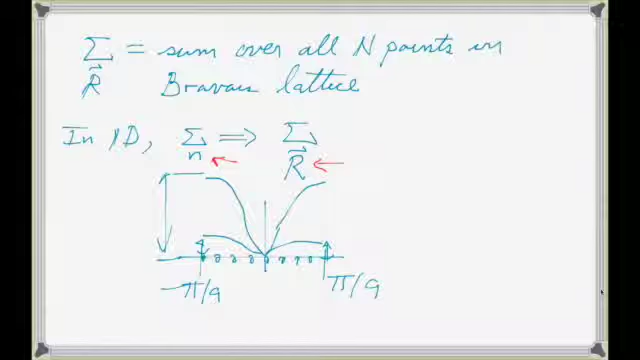 ∑ = sum over all N points in
R⃗ Bravais lattice
In 1D, ∑ ⟹ ∑
n R⃗
-π/a π/a